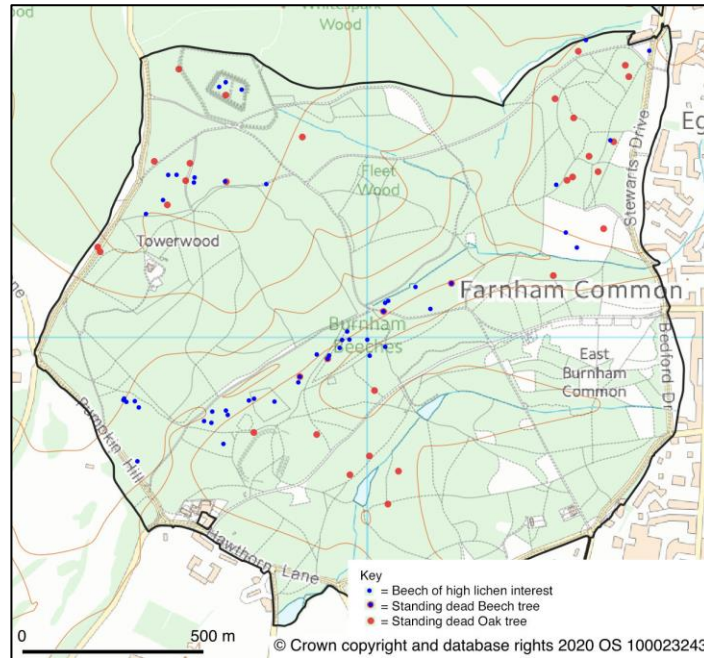 Whitespark
Wood
Eg
Stewarts Drive
Fleet
Wood
Towerwood
Farnham Common
Burnham
Beeches
Bedford Dr
East
Burnham
Common
Pumpkin Hill
Hawthorn Lane
Key
= Beech of high lichen interest
= Standing dead Beech tree
= Standing dead Oak tree
0 500 m
© Crown copyright and database rights 2020 OS 100023243